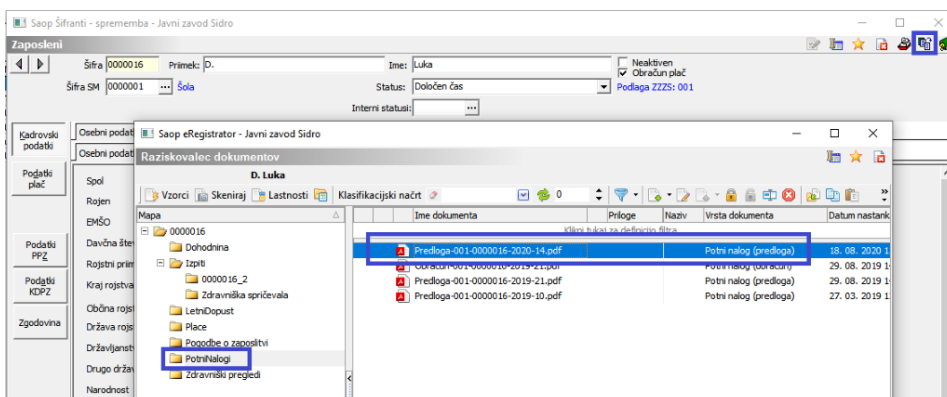 Saop Šifranti - sprememba - Javni zavod Sidro
Zaposleni
Šifra 0000016 Priimek: D. Ime: Luka Neaktiven
Obračun plač
Šifra SM 0000001 ... Šola Status: Določen čas Podlaga ZZZS: 001
Interni statusi: ...
Kadrovski podatki
Podatki plač
Podatki PPZ
Podatki KDPZ
Zgodovina
Osebni podat
Osebni podat
Spol
Rojen
EMŠO
Davčna šte
Rojstni priim
Kraj rojstva
Občina rojs
Država rojs
Državljanst
Drugo držav
Narodnost
Saop eRegistrator - Javni zavod Sidro
Raziskovalec dokumentov
D. Luka
Vzorci Skeniraj Lastnosti Klasifikacijski načrt 0
Mapa
0000016
Dohodnina
Izpiti
0000016_2
Zdravniška spričevala
LetniDopust
Place
Pogodbe o zaposlitvi
PotniNalogi
Zdravniški pregledi
Ime dokumenta Priloge Naziv Vrsta dokumenta Datum nastank
Klikni tukaj za definicijo filtra
Predloga-001-0000016-2020-14.pdf Potni nalog (predloga) 18. 08. 2020 1
Obracun-001-0000016-2019-21.pdf Potni nalog (obračun) 29. 08. 2019 1
Predloga-001-0000016-2019-21.pdf Potni nalog (predloga) 29. 08. 2019 1
Predloga-001-0000016-2019-10.pdf Potni nalog (predloga) 27. 03. 2019 1